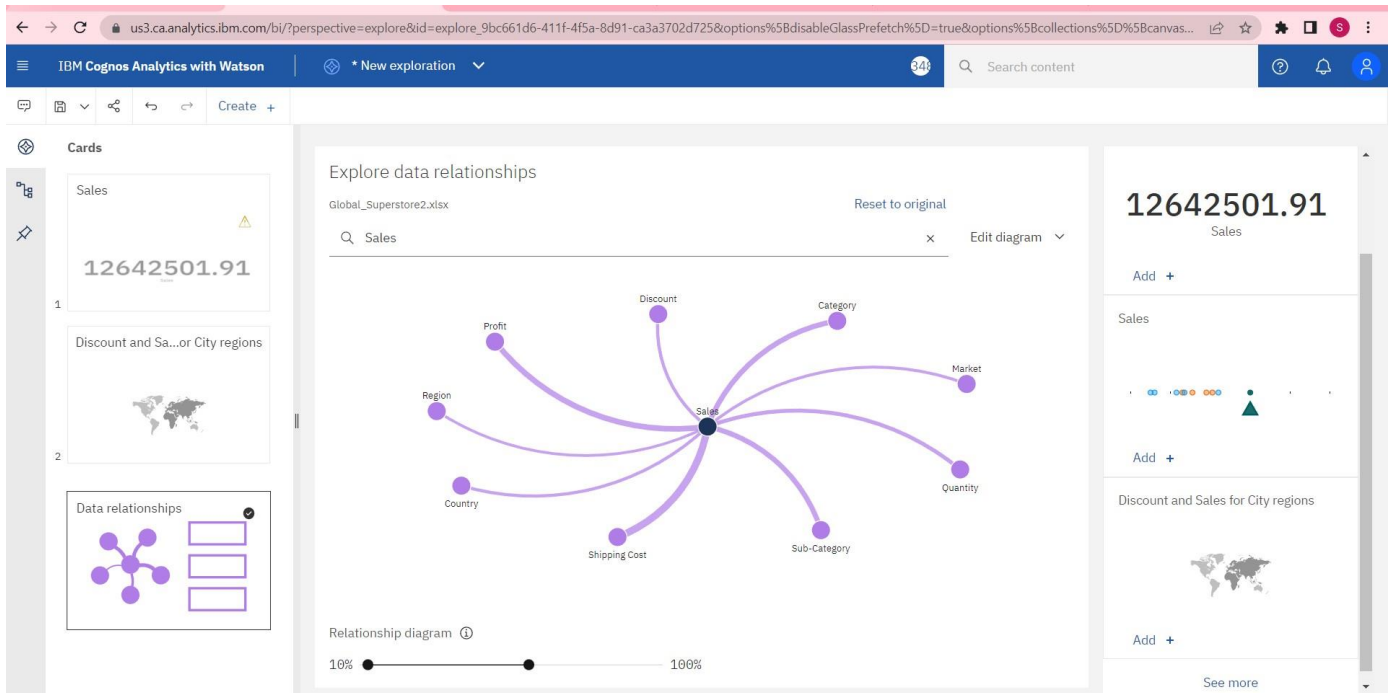 us3.ca.analytics.ibm.com/bi/?perspective=explore&id=explore_9bc661d6-411f-4f5a-8d91-ca3a3702d725&options%5BdisableGlassPrefetch%5D=true&options%5Bcollections%5D%5Bcanvas...
S
IBM Cognos Analytics with Watson
* New exploration
348
Search content
Create +
Cards
Sales
12642501.91
1
Discount and Sa...or City regions
2
Data relationships
Explore data relationships
Global_Superstore2.xlsx
Reset to original
Sales
Edit diagram
Discount
Category
Profit
Market
Region
Sales
Quantity
Country
Shipping Cost
Sub-Category
Relationship diagram
10%
100%
12642501.91
Sales
Add +
Sales
Add +
Discount and Sales for City regions
Add +
See more